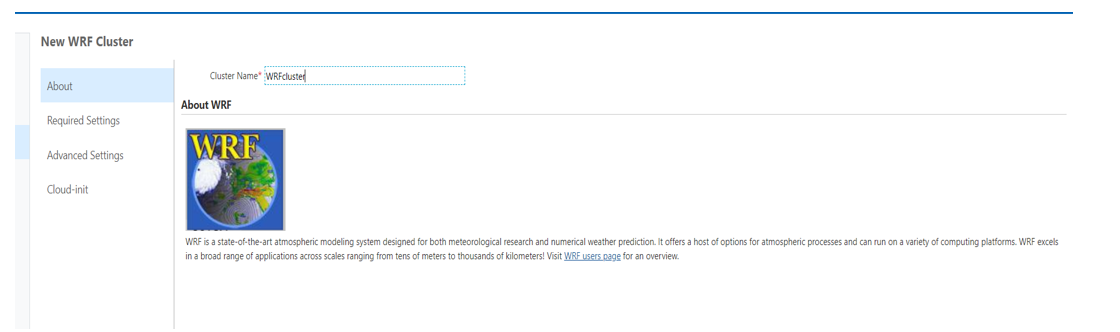 New WRF Cluster
About
Required Settings
Advanced Settings
Cloud-init
Cluster Name* WRFcluster
About WRF
WRF
WRF is a state-of-the-art atmospheric modeling system designed for both meteorological research and numerical weather prediction. It offers a host of options for atmospheric processes and can run on a variety of computing platforms. WRF excels
in a broad range of applications across scales ranging from tens of meters to thousands of kilometers! Visit WRF users page for an overview.